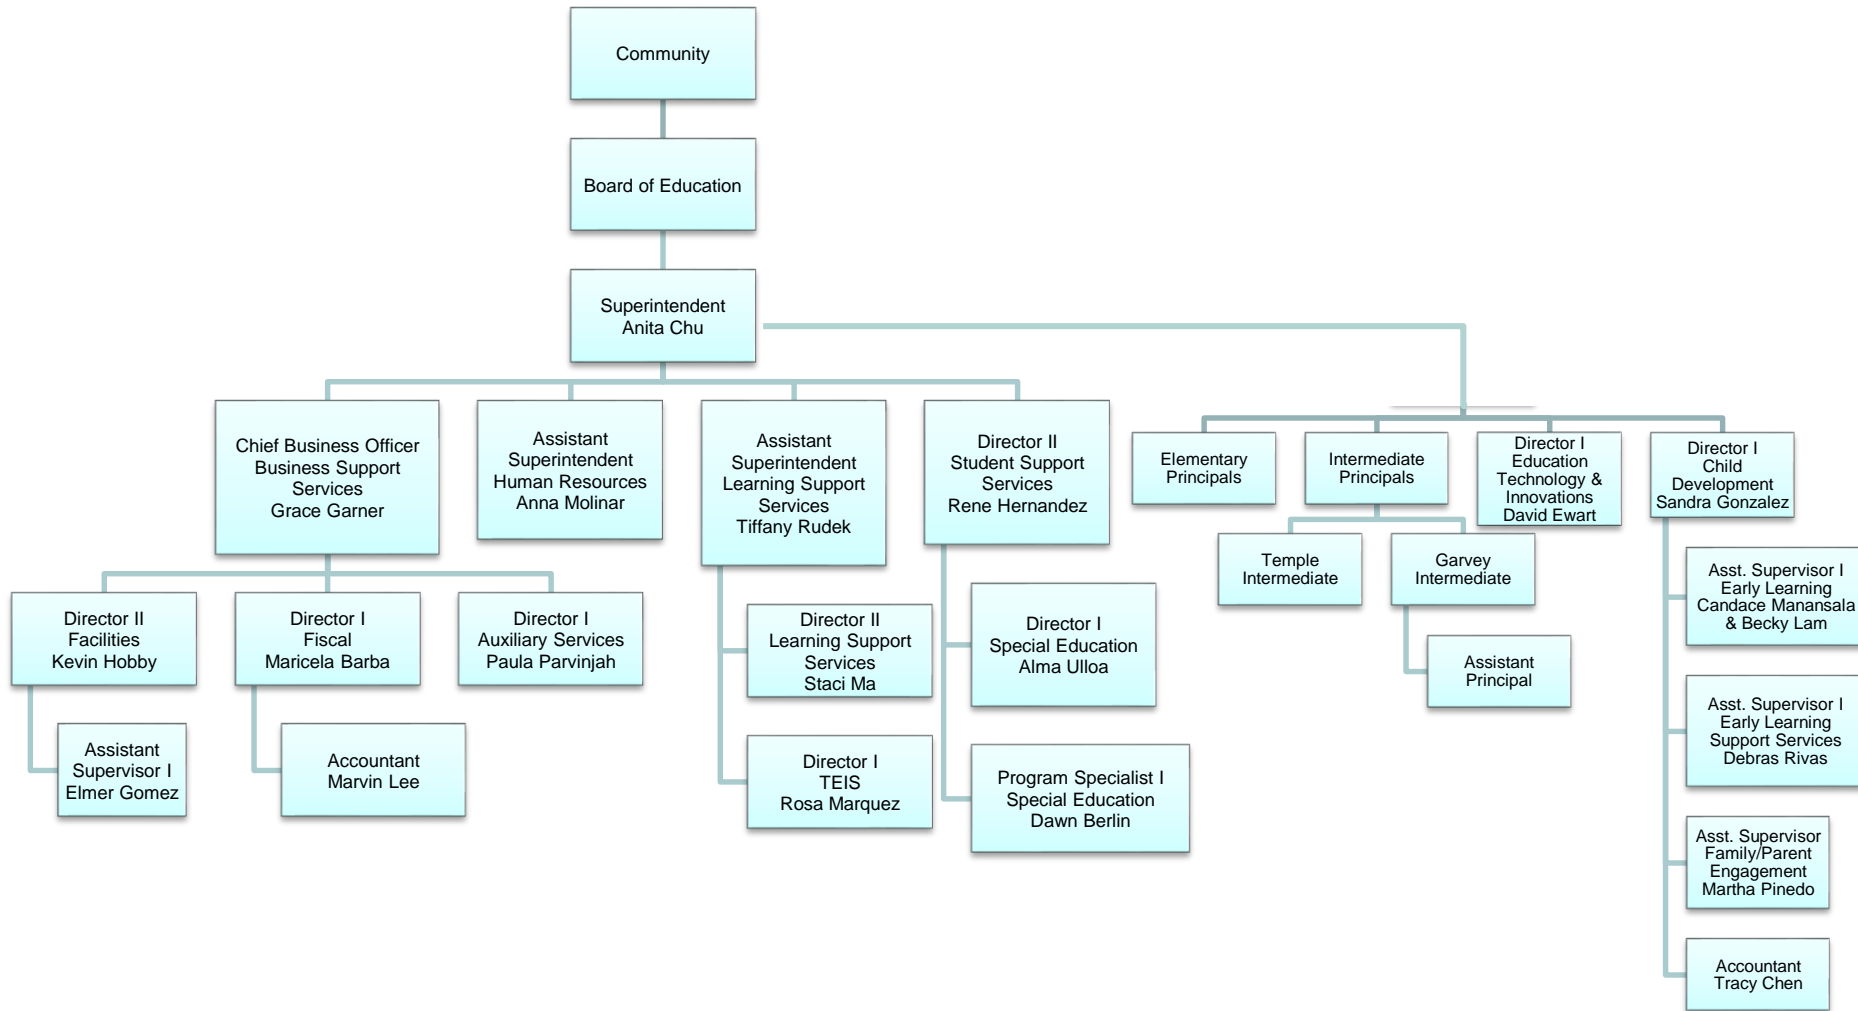 Community
Board of Education
Superintendent
Anita Chu
Chief Business Officer
Business Support
Services
Grace Garner
Assistant
Superintendent
Human Resources
Anna Molinar
Assistant
Superintendent
Learning Support
Services
Tiffany Rudek
Director II
Student Support
Services
Rene Hernandez
Elementary
Principals
Intermediate
Principals
Director I
Education
Technology &
Innovations
David Ewart
Director I
Child
Development
Sandra Gonzalez
Temple
Intermediate
Garvey
Intermediate
Assistant
Principal
Director II
Facilities
Kevin Hobby
Director I
Fiscal
Maricela Barba
Director I
Auxiliary Services
Paula Parvinjah
Director II
Learning Support
Services
Staci Ma
Director I
Special Education
Alma Ulloa
Asst. Supervisor I
Early Learning
Candace Manansala
& Becky Lam
Asst. Supervisor I
Early Learning
Support Services
Debras Rivas
Assistant
Supervisor I
Elmer Gomez
Accountant
Marvin Lee
Director I
TEIS
Rosa Marquez
Program Specialist I
Special Education
Dawn Berlin
Asst. Supervisor
Family/Parent
Engagement
Martha Pinedo
Accountant
Tracy Chen